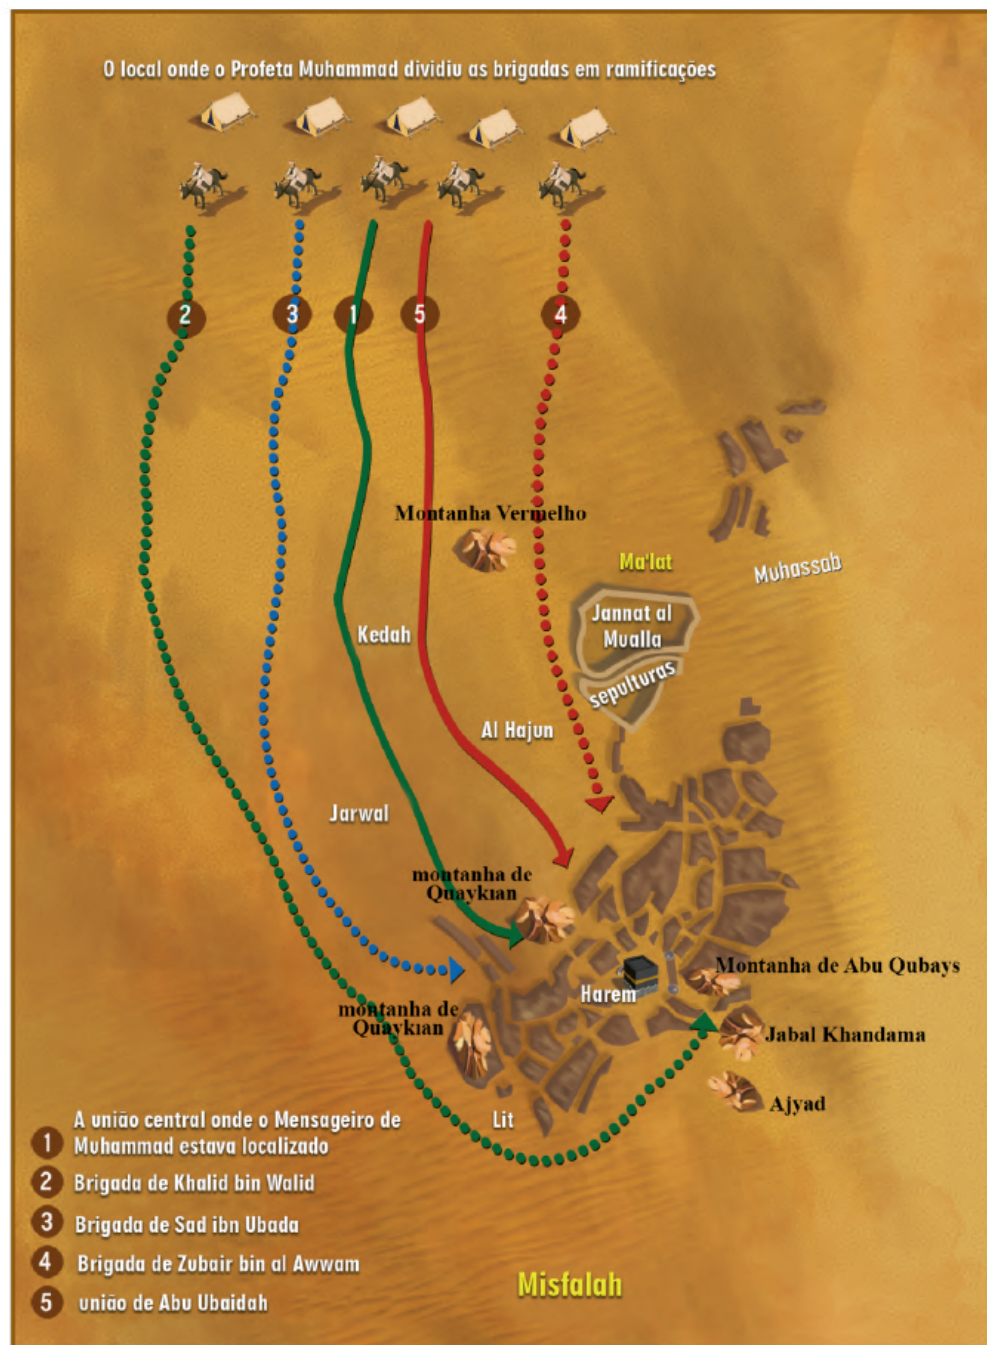 O local onde o Profeta Muhammad dividiu as brigadas em ramificações
2
3
1
5
4
Montanha Vermelho
Ma'lat
Muhassab
Jannat al
Mualla
sepulturas
Kedah
Al Hajun
Jarwal
montanha de
Quaykıan
Montanha de Abu Qubays
Harem
montanha de
Quaykıan
Jabal Khandama
Ajyad
Lit
A união central onde o Mensageiro de
1 Muhammad estava localizado
2 Brigada de Khalid bin Walid
3 Brigada de Sad ibn Ubada
4 Brigada de Zubair bin al Awwam
5 união de Abu Ubaidah
Misfalah